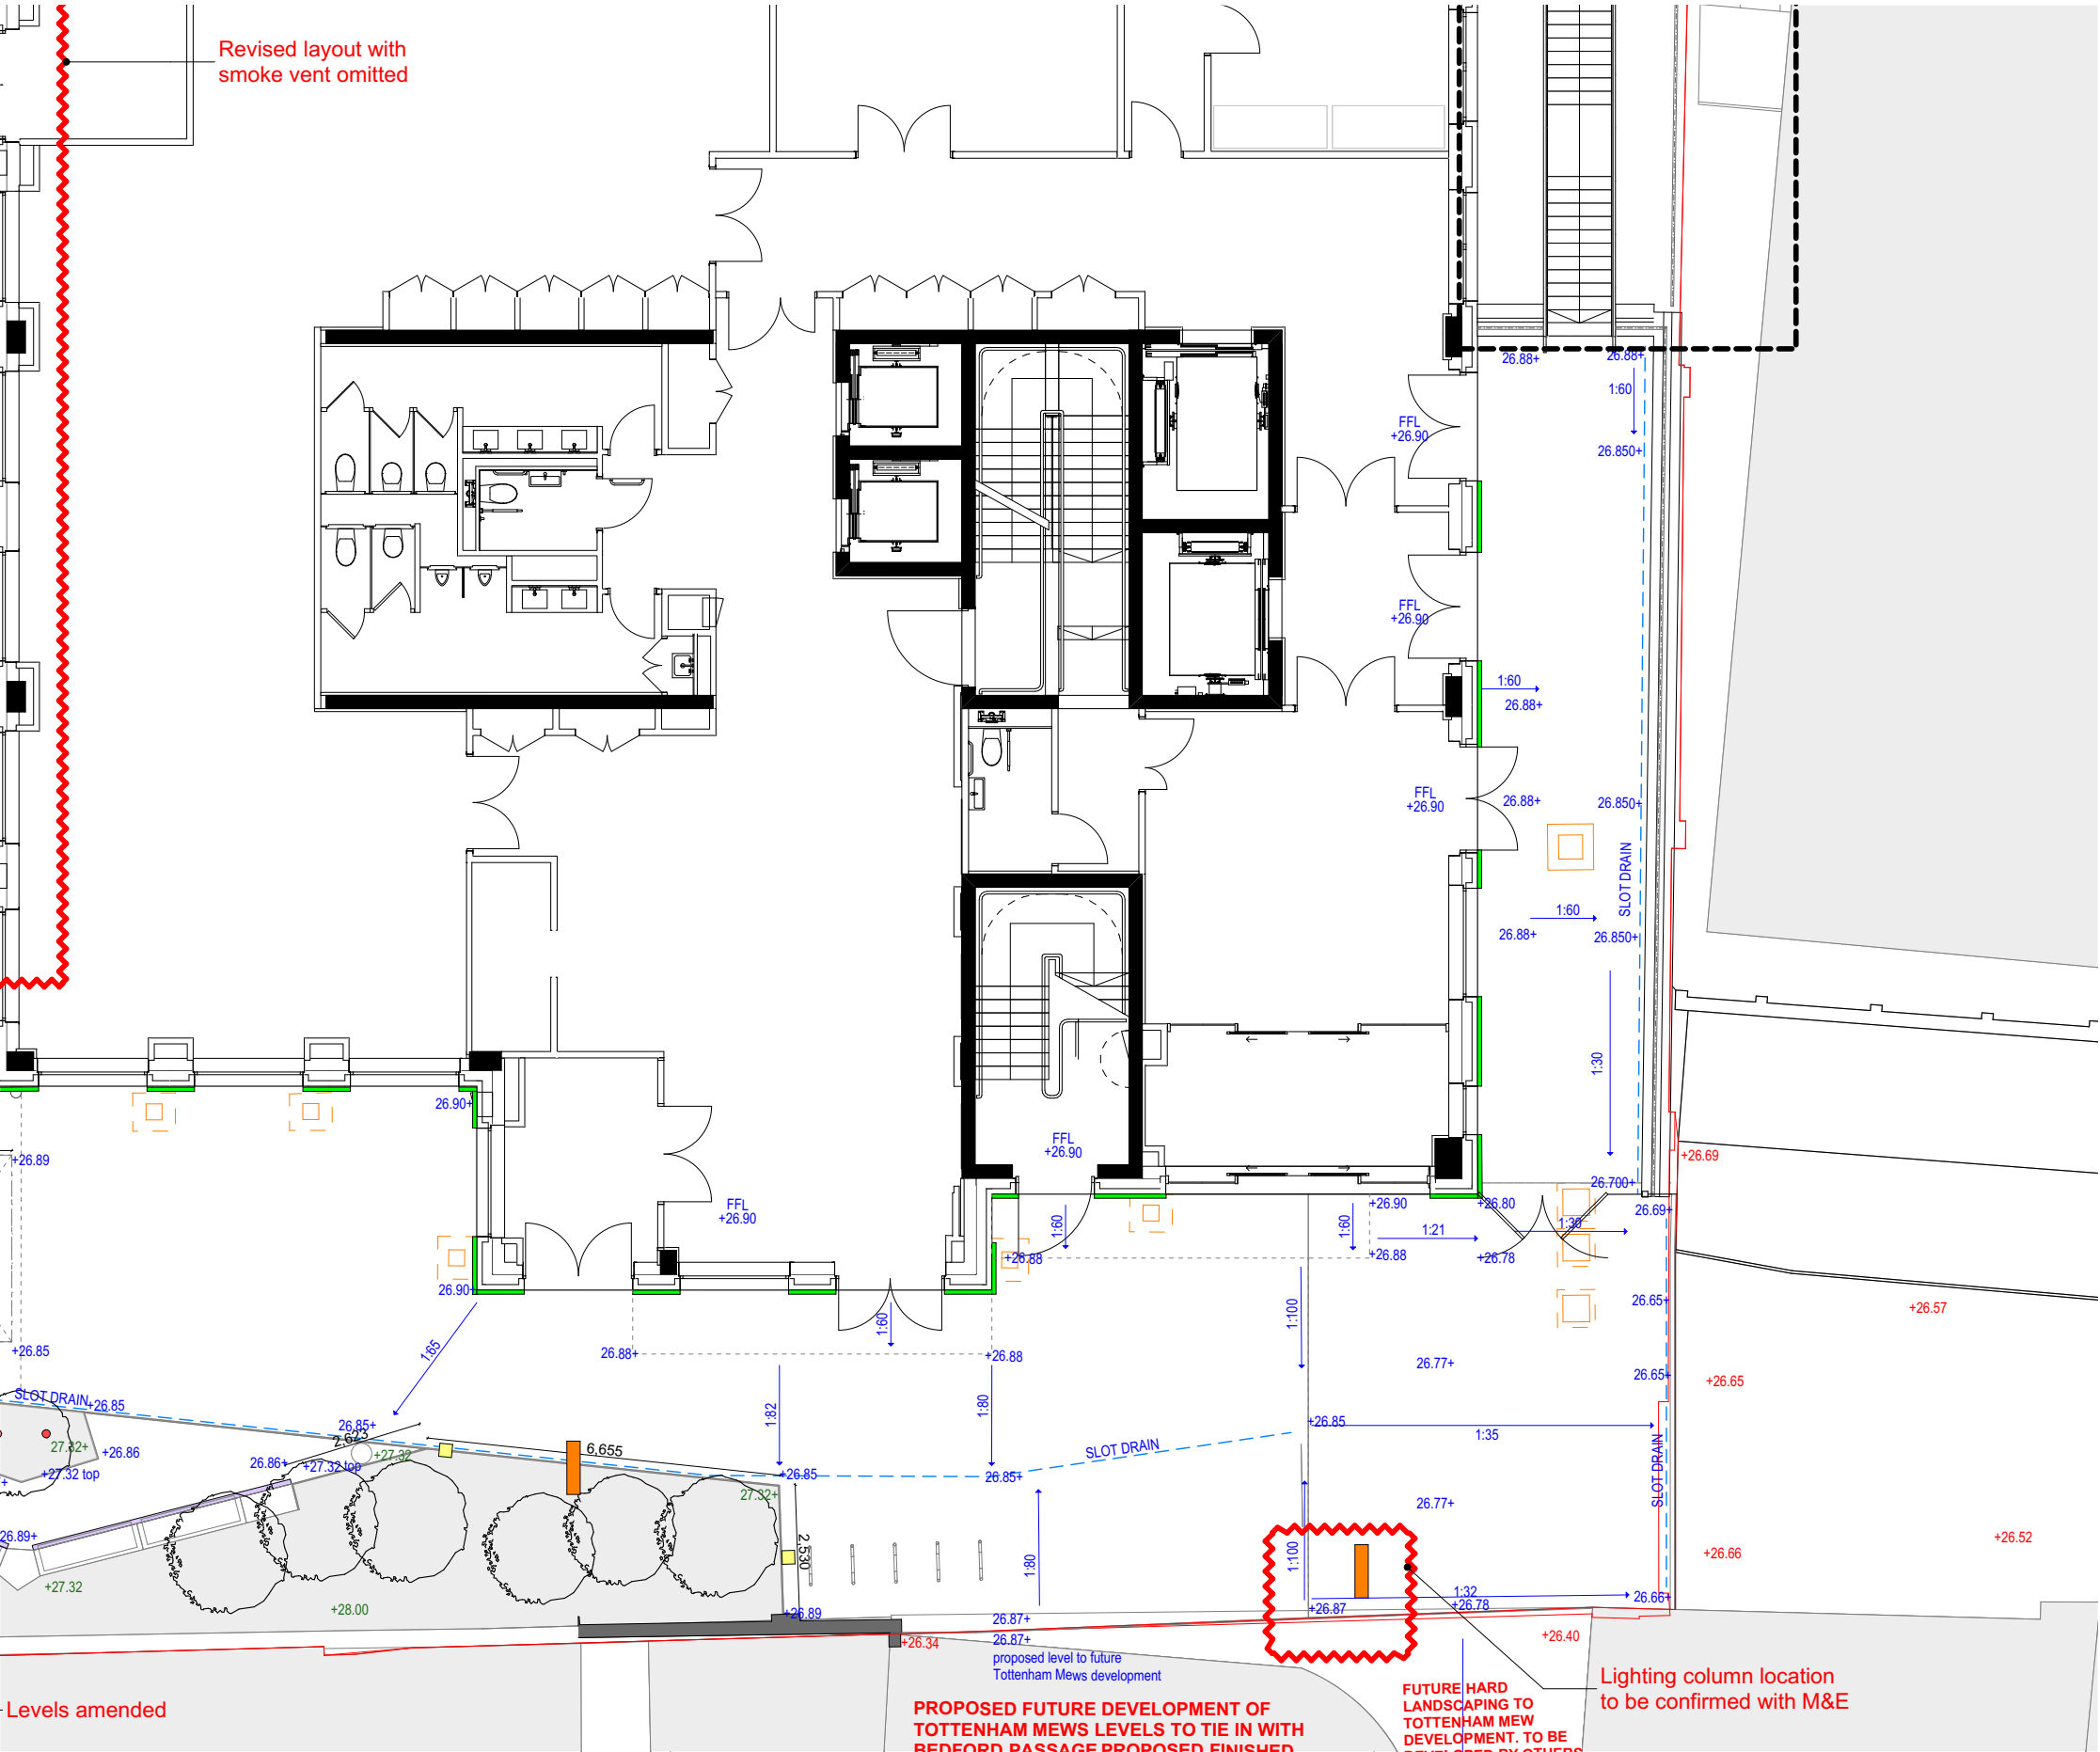 Revised layout with
smoke vent omitted
26.88+
26.88+
1:60
FFL
+26.90
26.850+
FFL
+26.90
1:60
26.88+
FFL
+26.90
26.88+
26.850+
SLOT DRAIN
1:60
26.88+
26.850+
1:30
26.90+
FFL
+26.90
+26.89
+26.69
26.700+
FFL
+26.90
1:60
1:60
+26.90
+26.80
26.69+
1:21
1:30
+26.88
+26.88
+26.78
26.90+
1:65
1:60
1:100
26.65+
+26.57
+26.85
26.88+
+26.88
26.77+
26.65+
+26.65
SLOT DRAIN
+26.85
1:82
1:80
26.85+
2,623
+26.85
1:35
27.32+
+26.86
6,655
SLOT DRAIN
+27.32
26.86+
+27.32 top
+27.32 top
+26.85
26.85+
SLOT DRAIN
27.32+
26.77+
26.89+
2,530
1:80
1:100
+26.66
+26.52
+27.32
1:32
26.66+
+28.00
+26.89
26.87+
+26.87
+26.78
+26.34
26.87+
+26.40
proposed level to future
Tottenham Mews development
Lighting column location
to be confirmed with M&E
Levels amended
PROPOSED FUTURE DEVELOPMENT OF
TOTTENHAM MEWS LEVELS TO TIE IN WITH
BEDFORD PASSAGE PROPOSED FINISHED
FUTURE HARD
LANDSCAPING TO
TOTTENHAM MEW
DEVELOPMENT. TO BE
DEVELOPED BY OTHERS